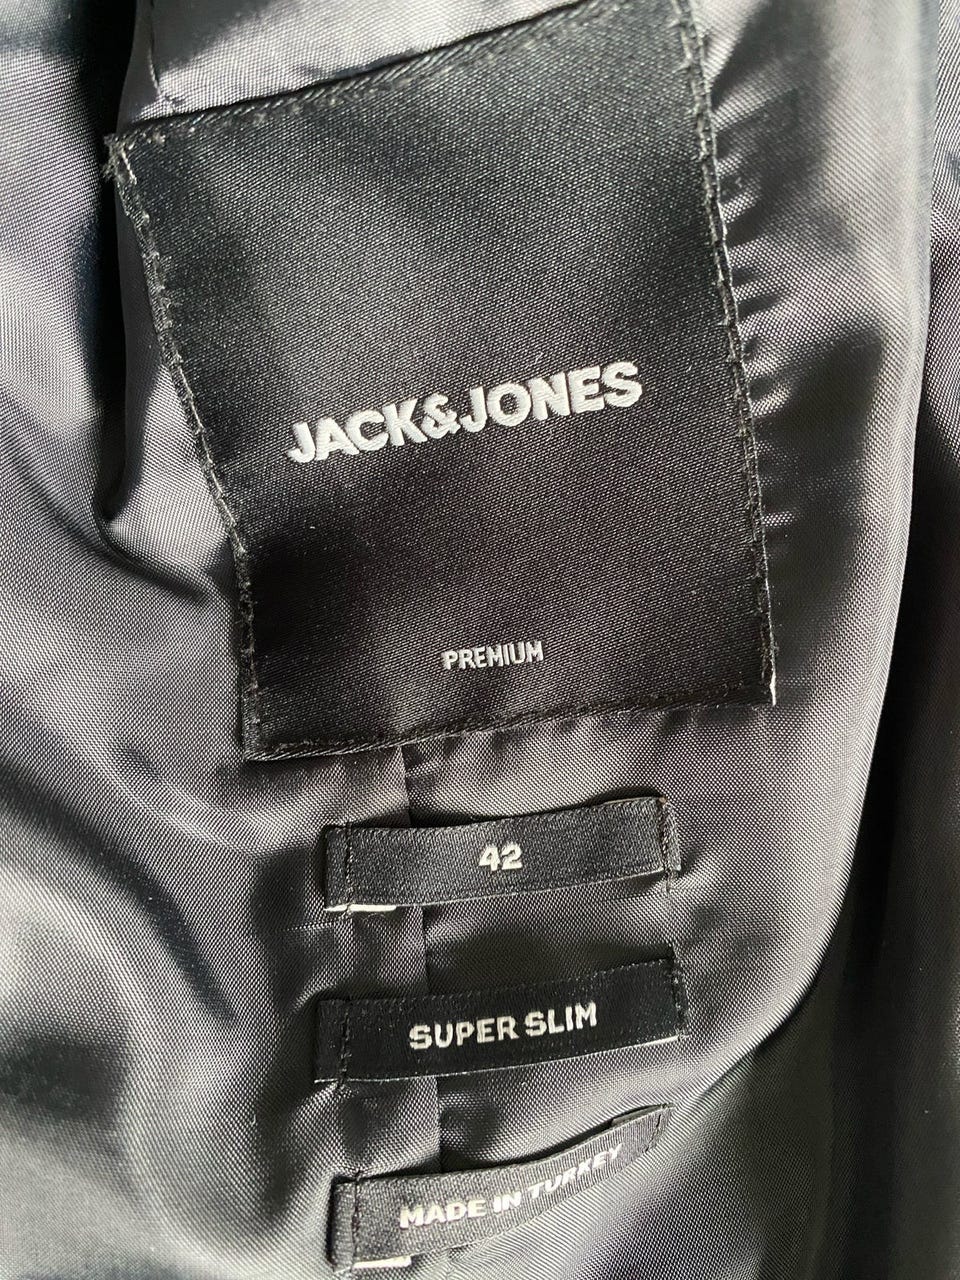 JACK&JONES
PREMIUM
42
SUPER SLIM
MADE IN TURKEY